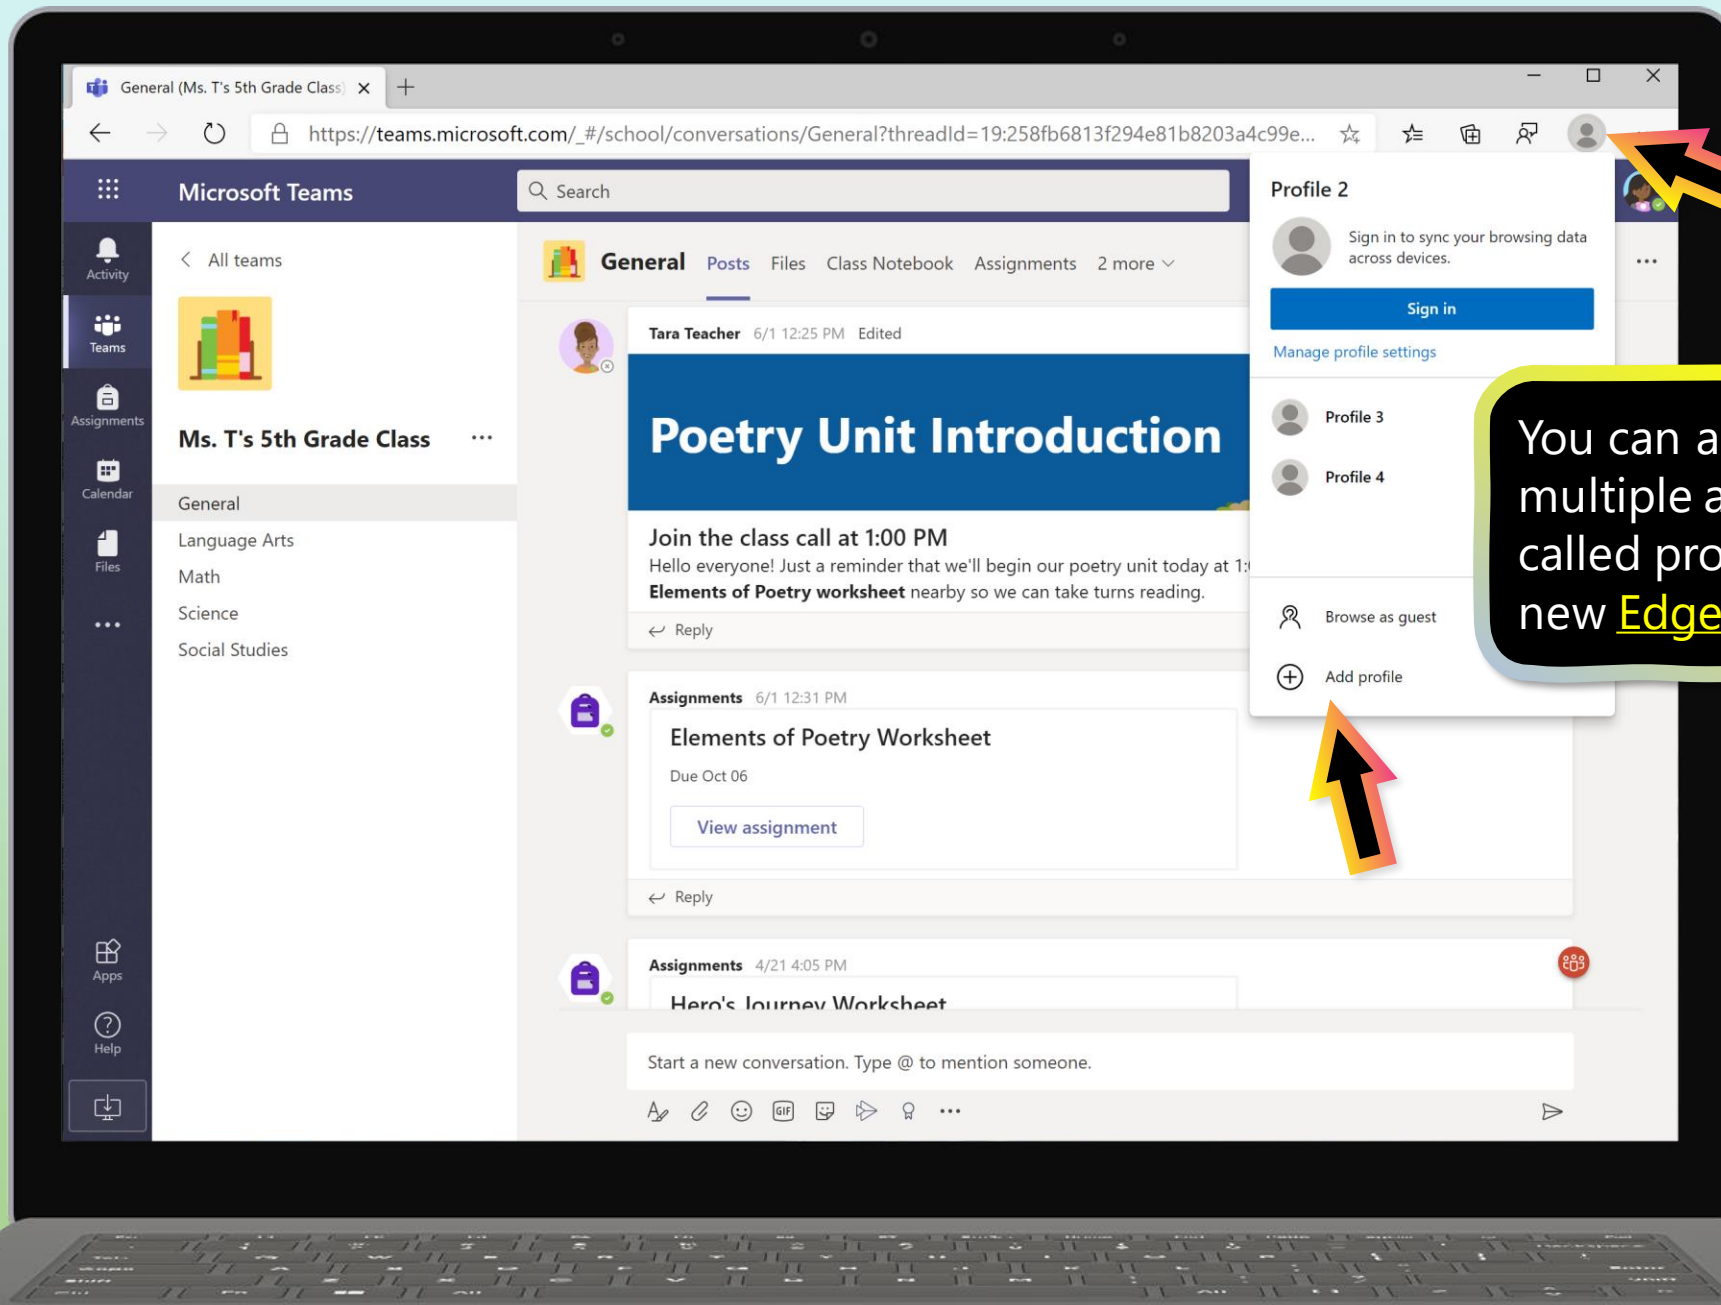 General (Ms. T's 5th Grade Class)
https://teams.microsoft.com/_#/school/conversations/General?threadId=19:258fb6813f294e81b8203a4c99e...
Microsoft Teams
Search
Activity
Teams
Assignments
Calendar
Files
Apps
Help
All teams
Ms. T's 5th Grade Class
General
Language Arts
Math
Science
Social Studies
General Posts Files Class Notebook Assignments 2 more
Tara Teacher 6/1 12:25 PM Edited
Poetry Unit Introduction
Join the class call at 1:00 PM
Hello everyone! Just a reminder that we'll begin our poetry unit today at
Elements of Poetry worksheet nearby so we can take turns reading.
Reply
Assignments 6/1 12:31 PM
Elements of Poetry Worksheet
Due Oct 06
View assignment
Reply
Assignments 4/21 4:05 PM
Hero's Journey Worksheet
Start a new conversation. Type @ to mention someone.
GIF
Profile 2
Sign in to sync your browsing data
across devices.
Sign in
Manage profile settings
Profile 3
Profile 4
Browse as guest
Add profile
You can
multiple
called
new Edge